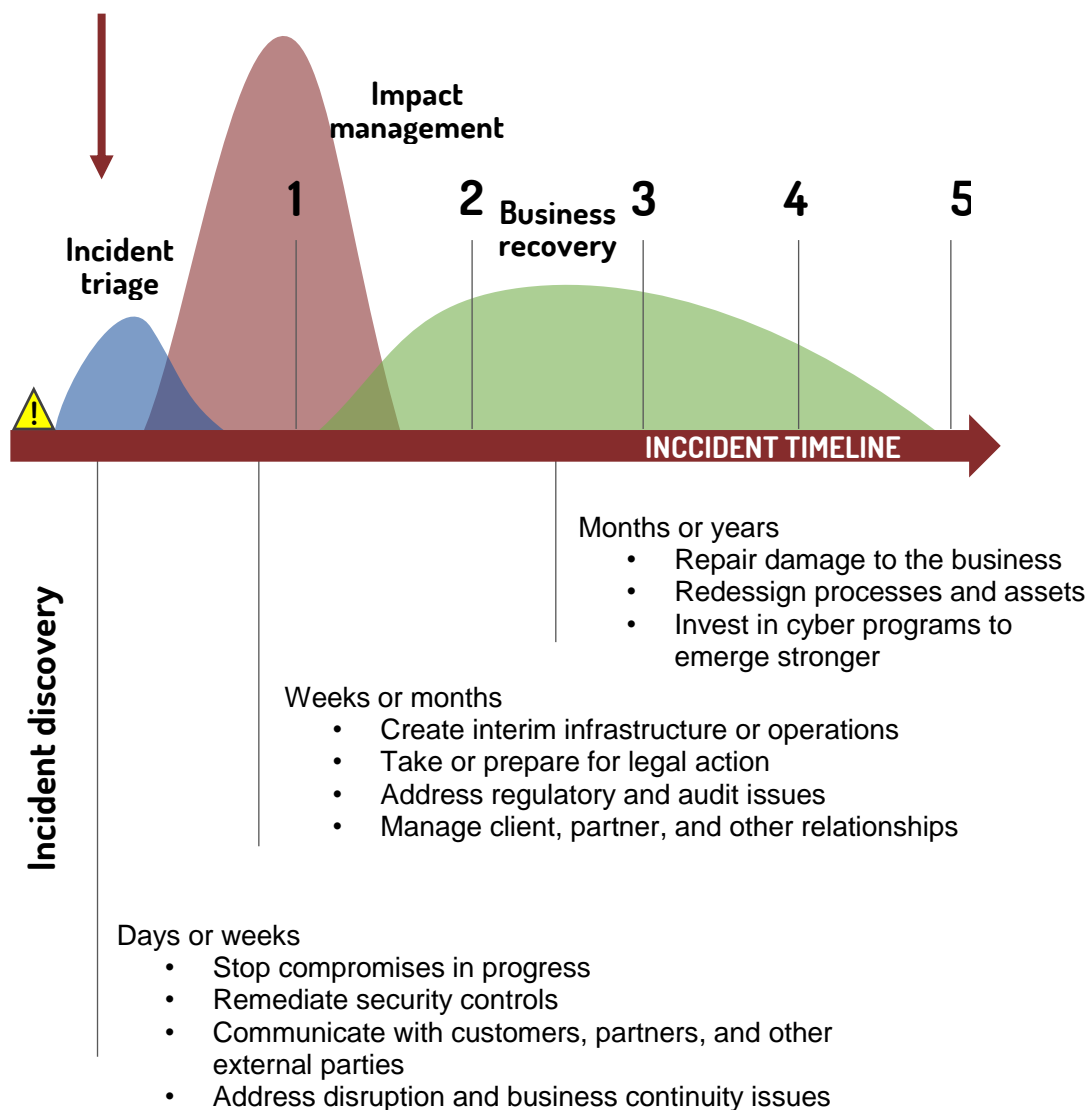 Impact
management
1
2
3
4
5
Business
recovery
Incident
triage
!
INCCIDENT TIMELINE
Incident discovery
Months or years
• Repair damage to the business
• Redessign processes and assets
• Invest in cyber programs to
emerge stronger
Weeks or months
• Create interim infrastructure or operations
• Take or prepare for legal action
• Address regulatory and audit issues
• Manage client, partner, and other relationships
Days or weeks
• Stop compromises in progress
• Remediate security controls
• Communicate with customers, partners, and other
external parties
• Address disruption and business continuity issues